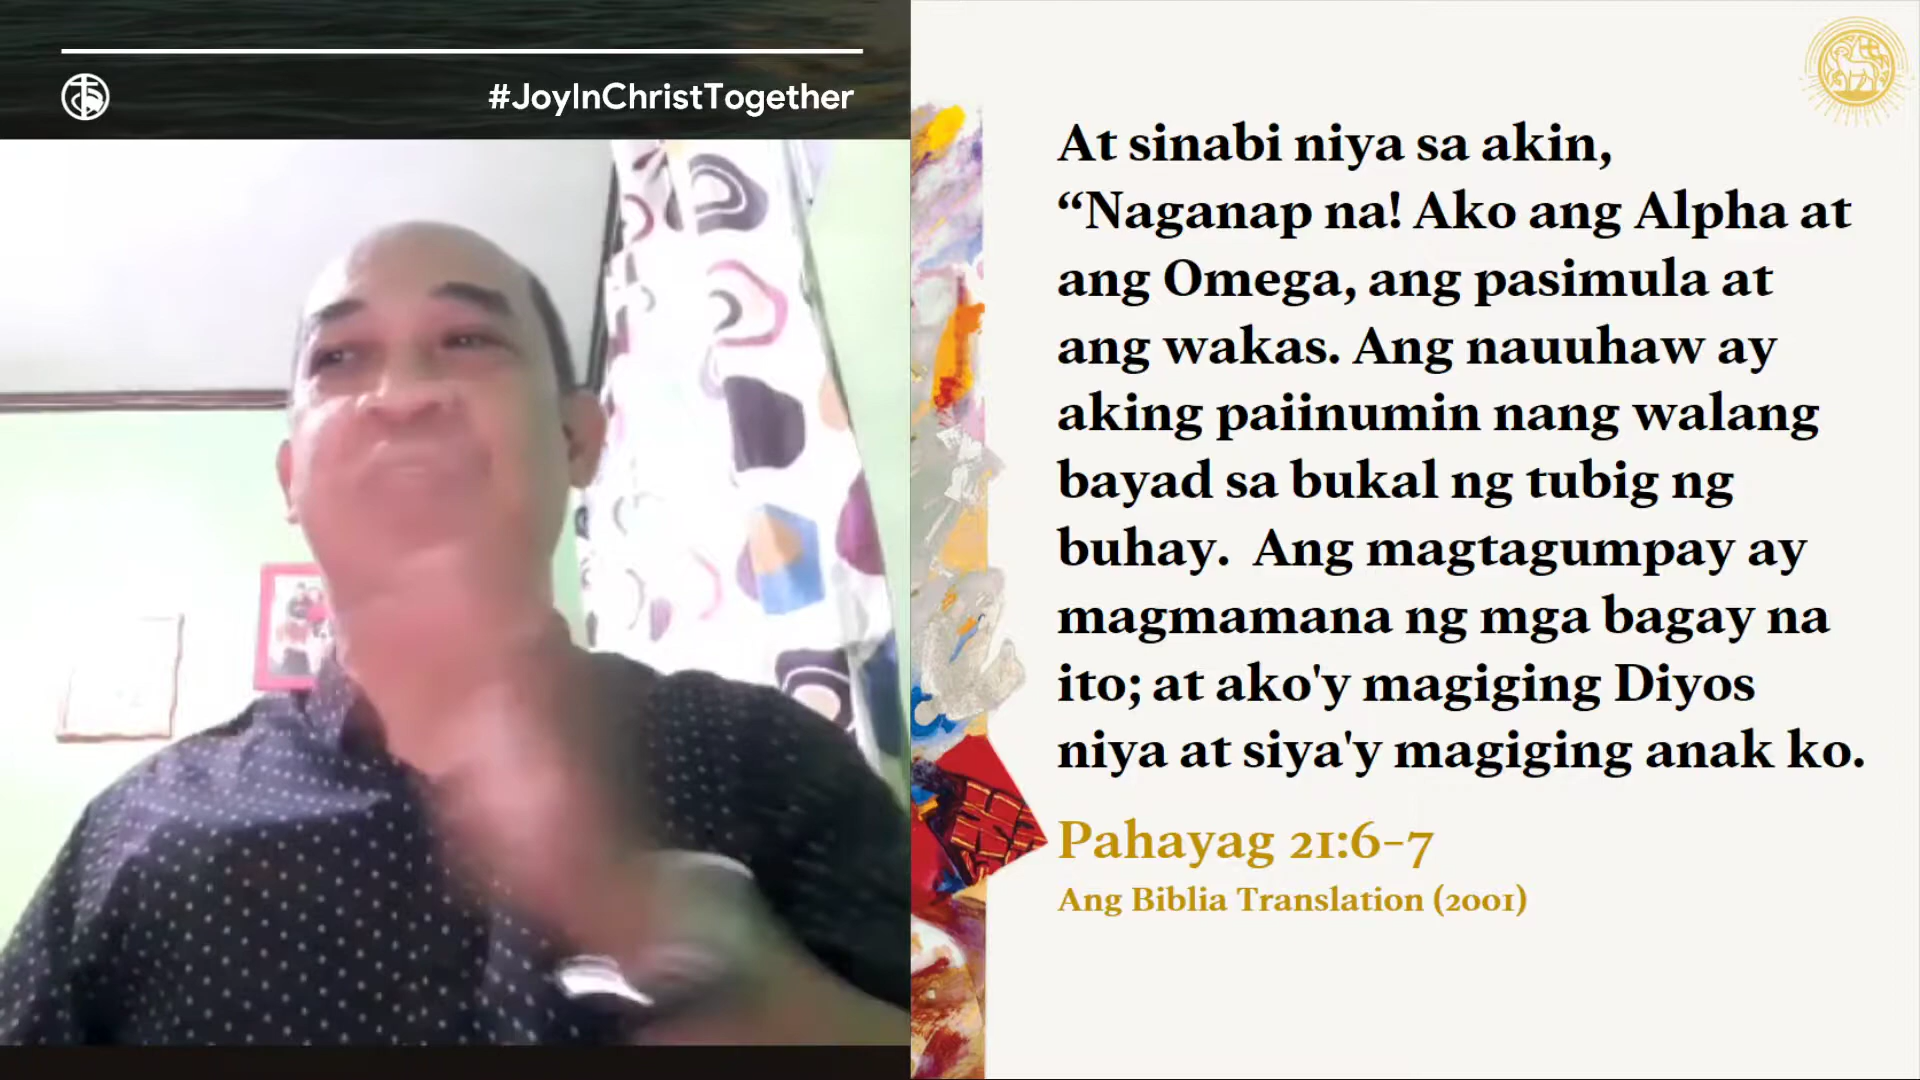 #JoyInChristTogether
At sinabi niya sa akin,
“Naganap na! Ako ang Alpha at
ang Omega, ang pasimula at
ang wakas. Ang nauuhaw ay
aking paiinumin nang walang
bayad sa bukal ng tubig ng
buhay.  Ang magtagumpay ay
magmamana ng mga bagay na
ito; at ako'y magiging Diyos
niya at siya'y magiging anak ko.
Pahayag 21:6-7
Ang Biblia Translation (2001)